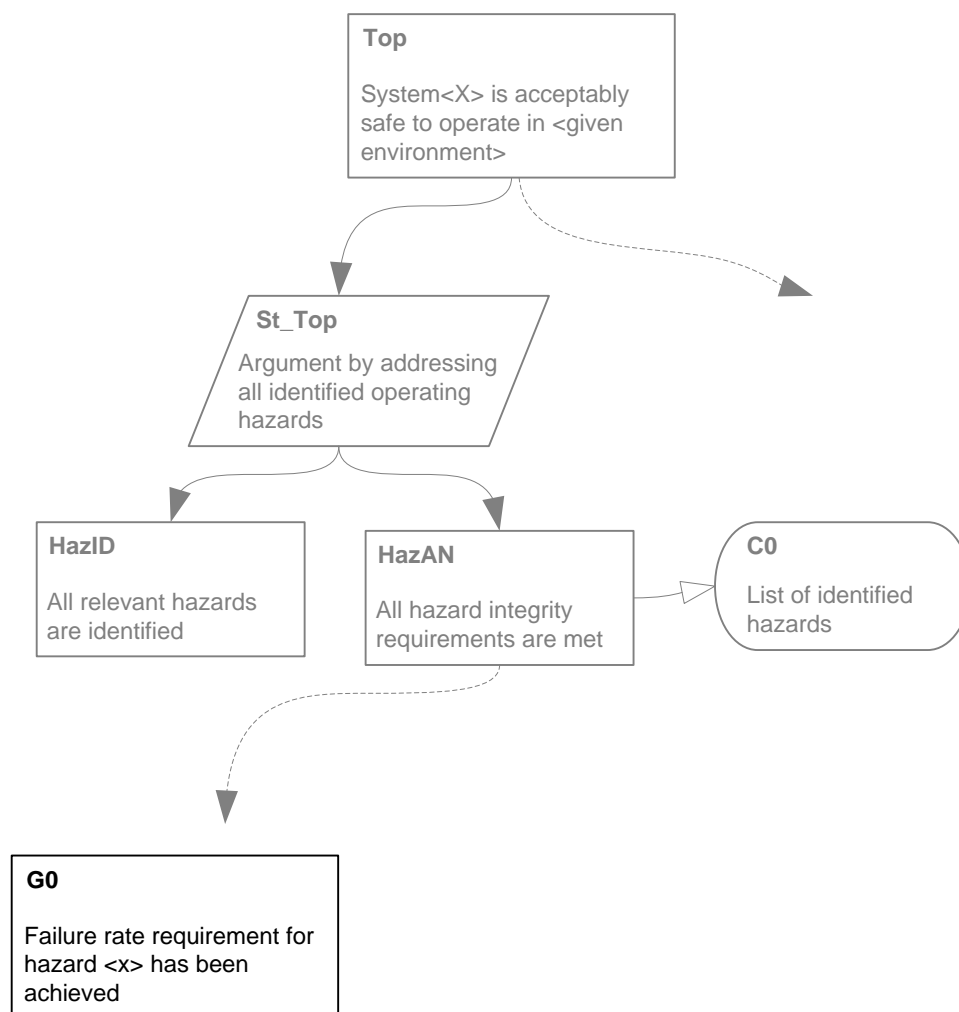 Top
System<X> is acceptably
safe to operate in <given
environment>
St_Top
Argument by addressing
all identified operating
hazards
HazID
All relevant hazards
are identified
HazAN
All hazard integrity
requirements are met
C0
List of identified
hazards
G0
Failure rate requirement for
hazard <x> has been
achieved